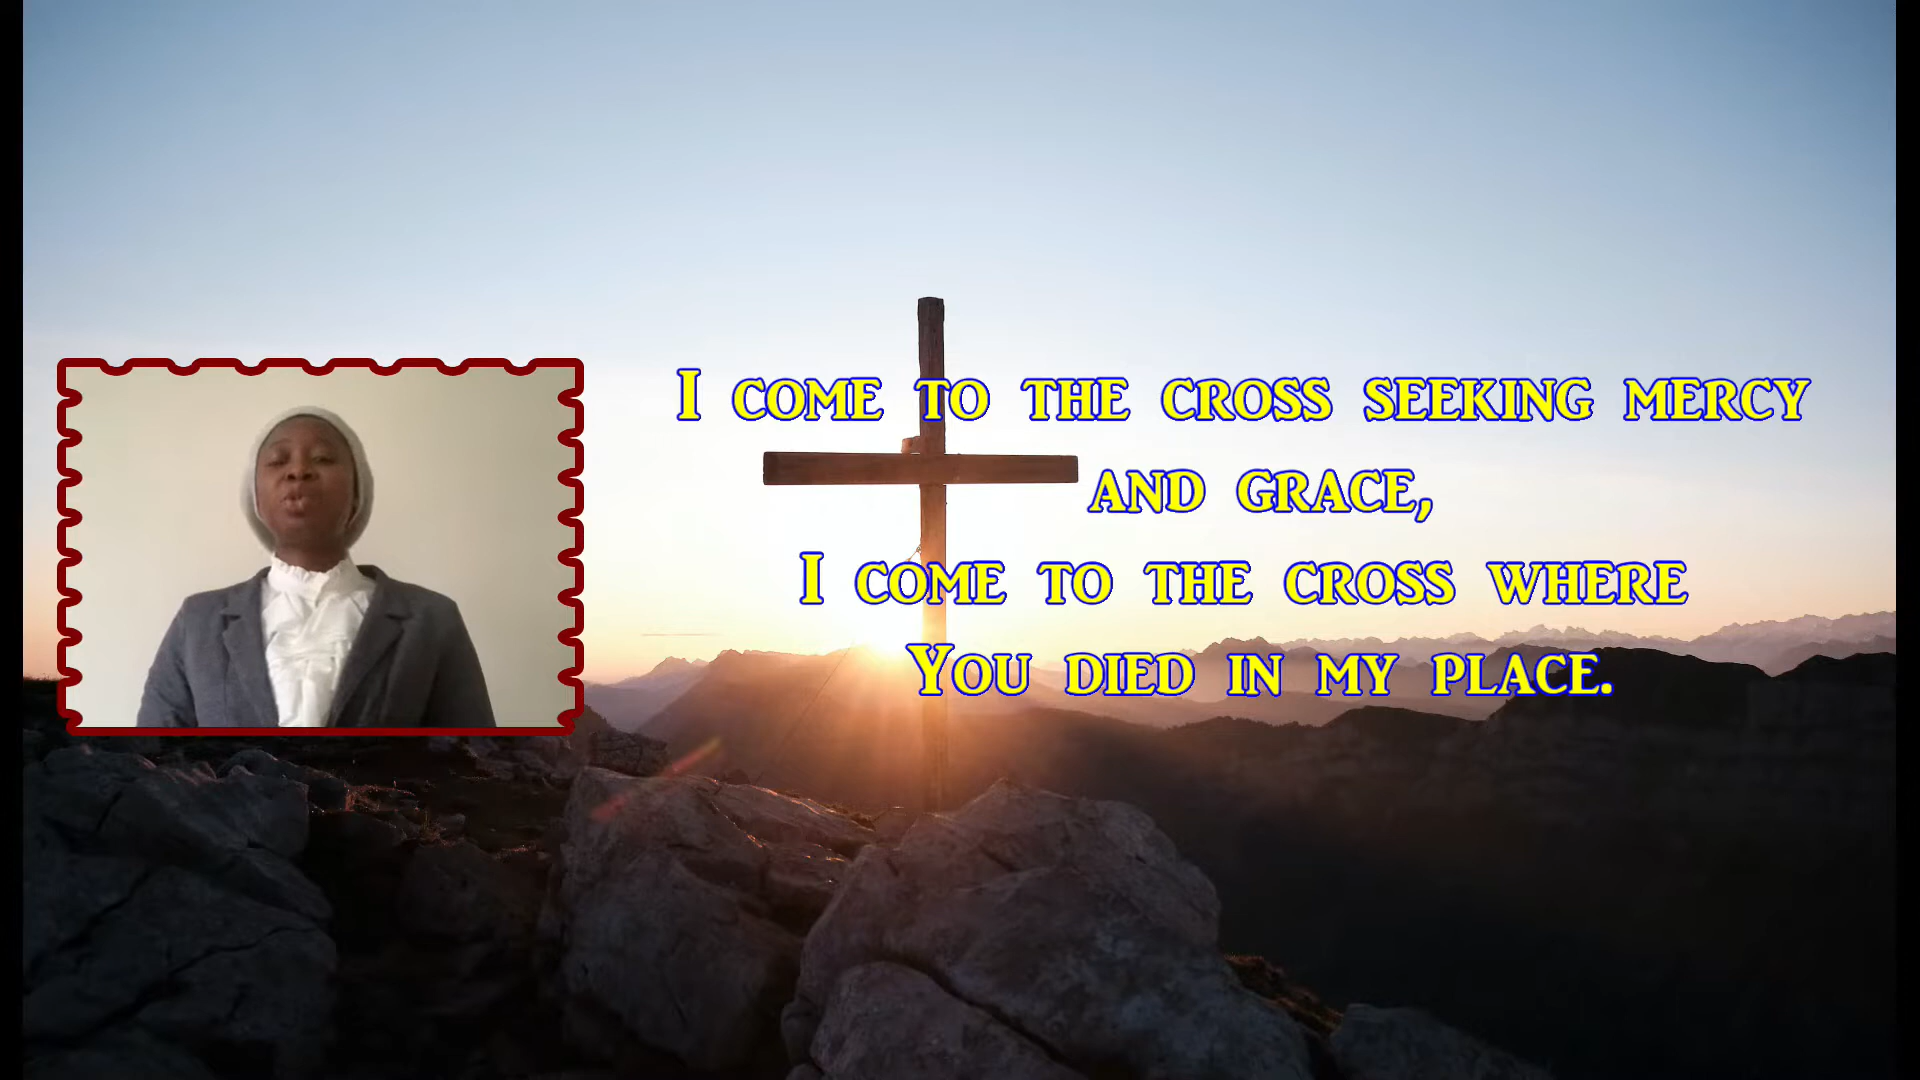 I come to the cross seeking mercy
and grace,
I come to the cross where
You died in my place.